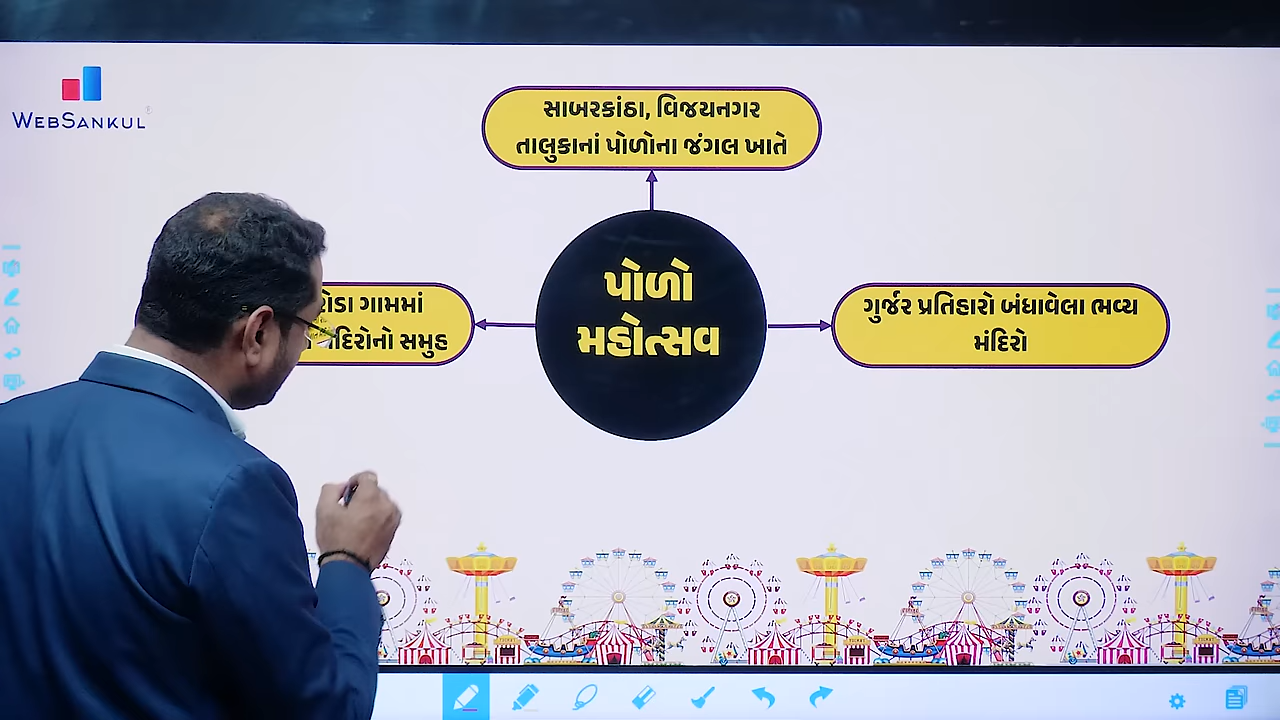 WEBSANKUL
સાબરકાંઠા, વિજયનગર
તાલુકાનાં પોળોના જંગલ ખાતે
પોળો
મહોત્સવ
ગામમાં
સમુહ
ગુર્જર પ્રતિહારો બંધાવેલા ભવ્ય
મંદિરો